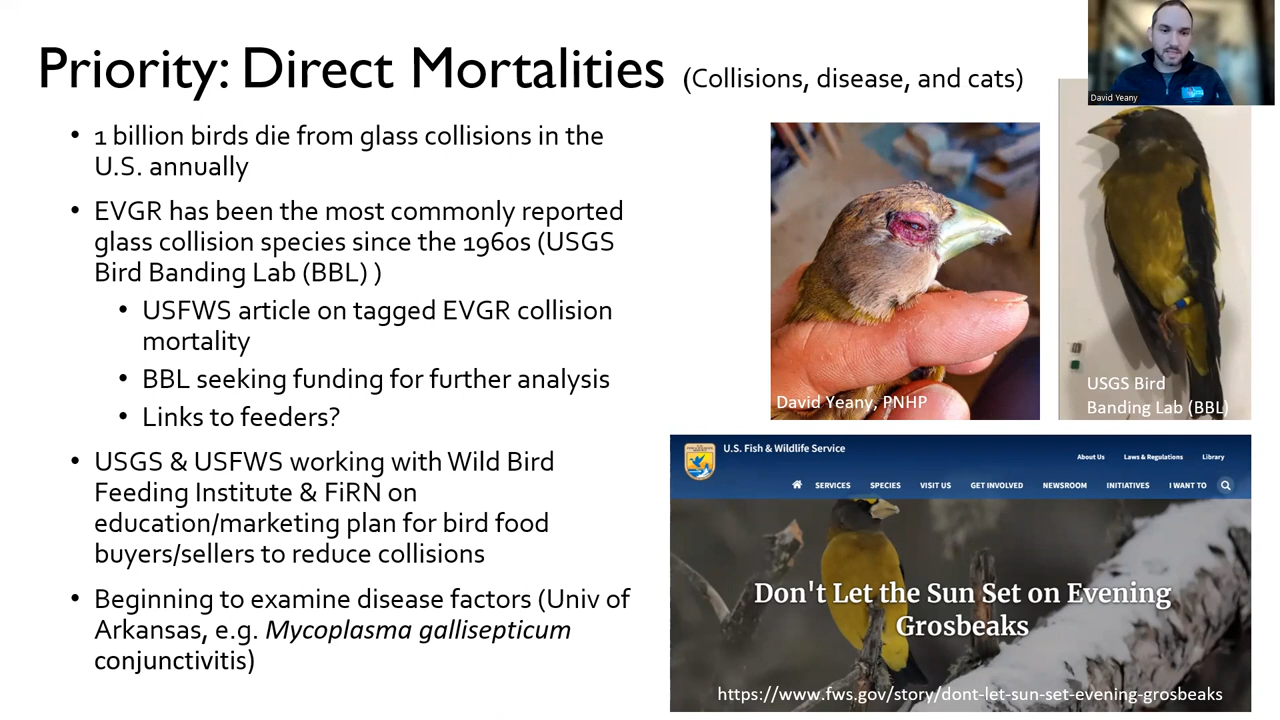 Priority: Direct Mortalities (Collisions, disease, and cats)
David Yeany
• 1 billion birds die from glass collisions in the
U.S. annually
• EVGR has been the most commonly reported
glass collision species since the 1960s (USGS
Bird Banding Lab (BBL) )
• USFWS article on tagged EVGR collision
mortality
• BBL seeking funding for further analysis
• Links to feeders?
• USGS & USFWS working with Wild Bird
Feeding Institute & FiRN on
education/marketing plan for bird food
buyers/sellers to reduce collisions
• Beginning to examine disease factors (Univ of
Arkansas, e.g. Mycoplasma gallisepticum
conjunctivitis)
David Yeany, PNHP
USGS Bird
Banding Lab (BBL)
U.S. Fish & Wildlife Service
About Us Laws & Regulations Library
SERVICES SPECIES VISIT US GET INVOLVED NEWSROOM INITIATIVES I WANT TO
Don't Let the Sun Set on Evening
Grosbeaks
https://www.fws.gov/story/dont-let-sun-set-evening-grosbeaks